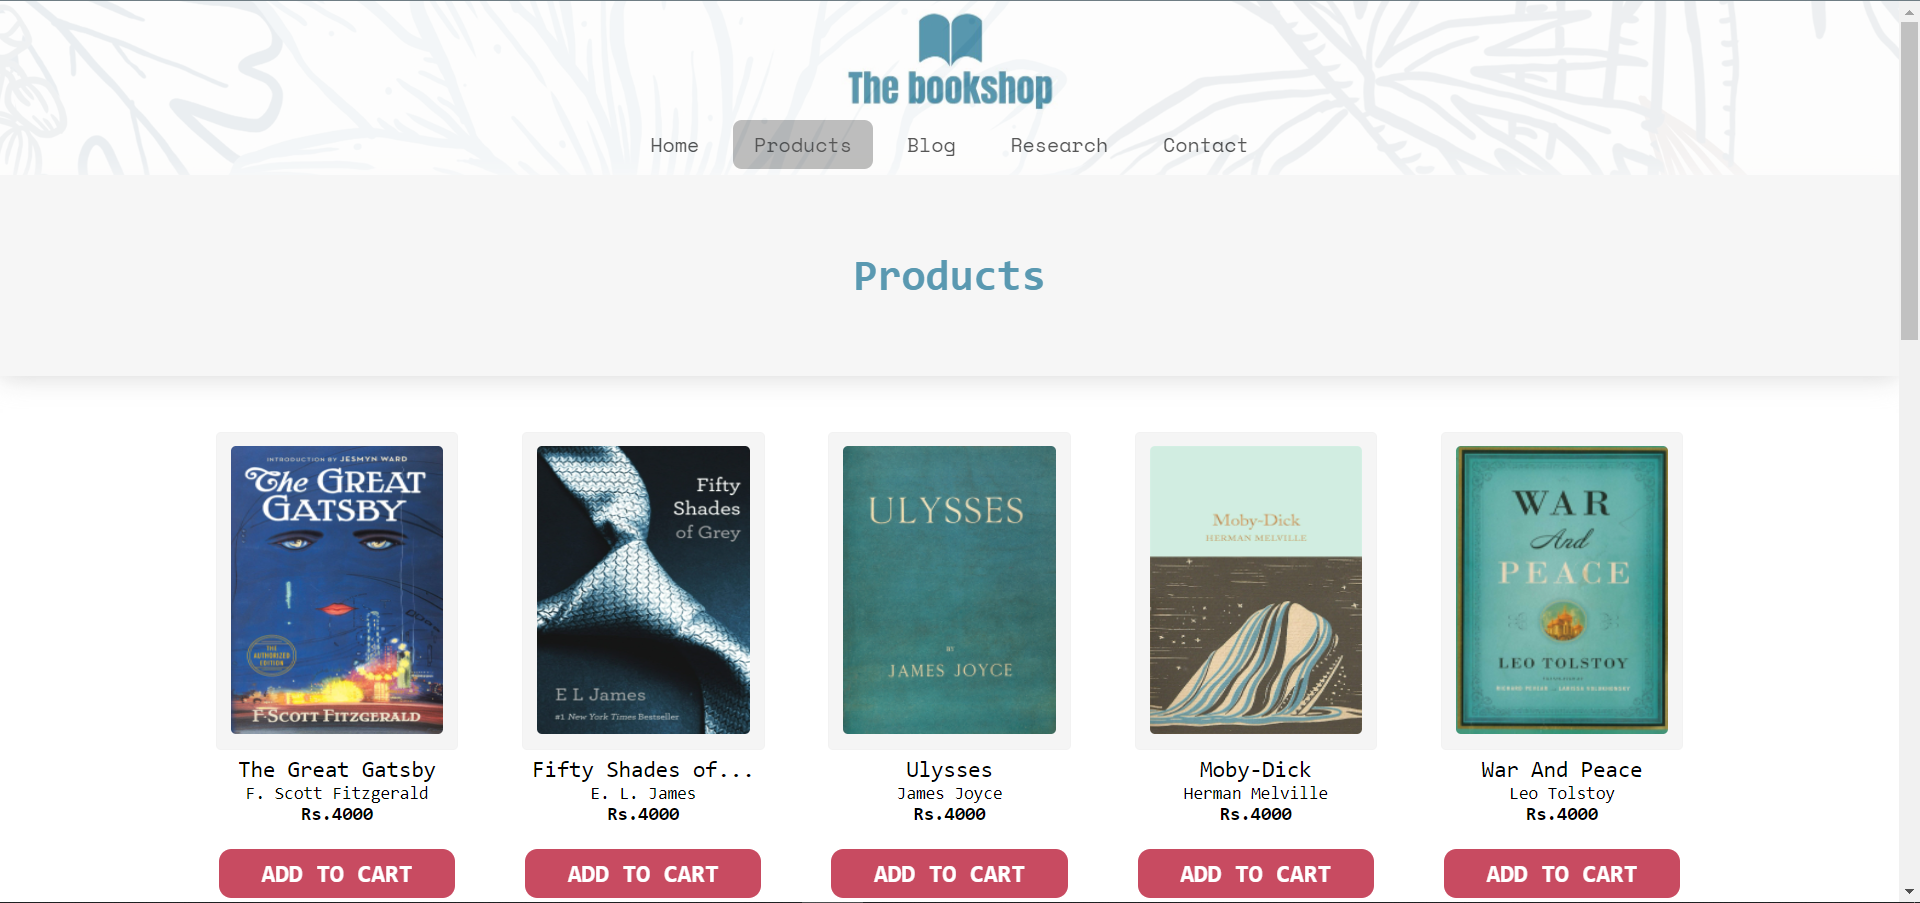 The bookshop
Home Products Blog Research Contact
Products
INTRODUCTION BY JESMYN WARD
The GREAT
GATSBY
THE
AUTHORIZED
EDITION
F. SCOTT FITZGERALD
Fifty
Shades
of Grey
E L James
#1 New York Times Bestseller
ULYSSES
BY
JAMES JOYCE
Moby-Dick
HERMAN MELVILLE
WAR
And
PEACE
LEO TOLSTOY
The Great Gatsby
F. Scott Fitzgerald
Rs.4000
ADD TO CART
Fifty Shades of...
E. L. James
Rs.4000
ADD TO CART
Ulysses
James Joyce
Rs.4000
ADD TO CART
Moby-Dick
Herman Melville
Rs.4000
ADD TO CART
War And Peace
Leo Tolstoy
Rs.4000
ADD TO CART